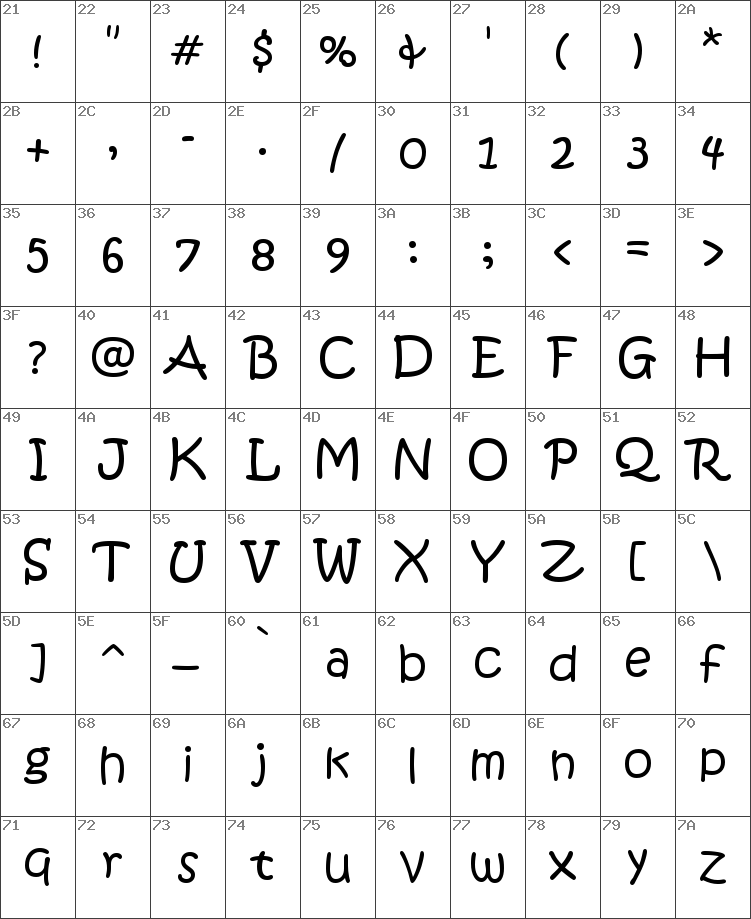 21 22 23 24 25 26 27 28 29 2A
! " # $ % & ' ( ) *
2B 2C 2D 2E 2F 30 31 32 33 34
+ , - . / 0 1 2 3 4
35 36 37 38 39 3A 3B 3C 3D 3E
5 6 7 8 9 : ; < = >
3F 40 41 42 43 44 45 46 47 48
? @ A B C D E F G H
49 4A 4B 4C 4D 4E 4F 50 51 52
I J K L M N O P Q R
53 54 55 56 57 58 59 5A 5B 5C
S T U V W X Y Z [ \
5D 5E 5F 60 61 62 63 64 65 66
] ^ _ ` a b c d e f
67 68 69 6A 6B 6C 6D 6E 6F 70
g h i j k l m n o p
71 72 73 74 75 76 77 78 79 7A
q r s t u v w x y z